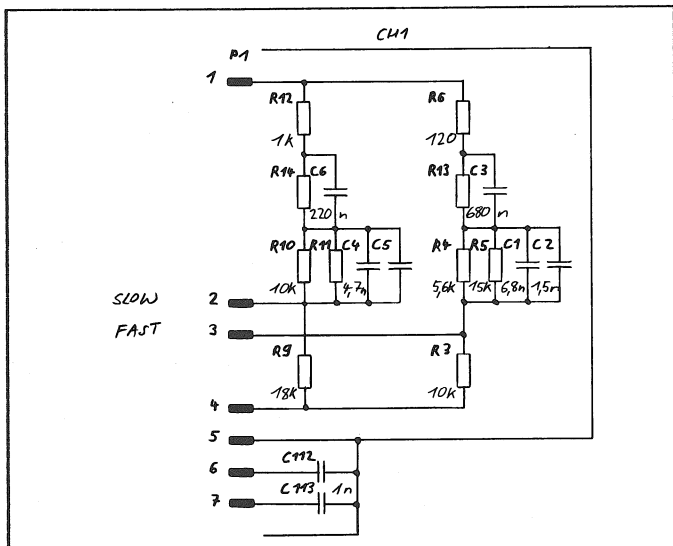 CH1
P1
1
R12
R6
1k
120
R14 C6
R13 C3
220n
680n
R10 R11 C4 C5
R4 R5 C1 C2
10k 4,7n
5,6k 15k 6,8n 1,5n
SLOW 2
FAST 3
R9
R3
18k
10k
4
5
C112
6
1n
C113
7